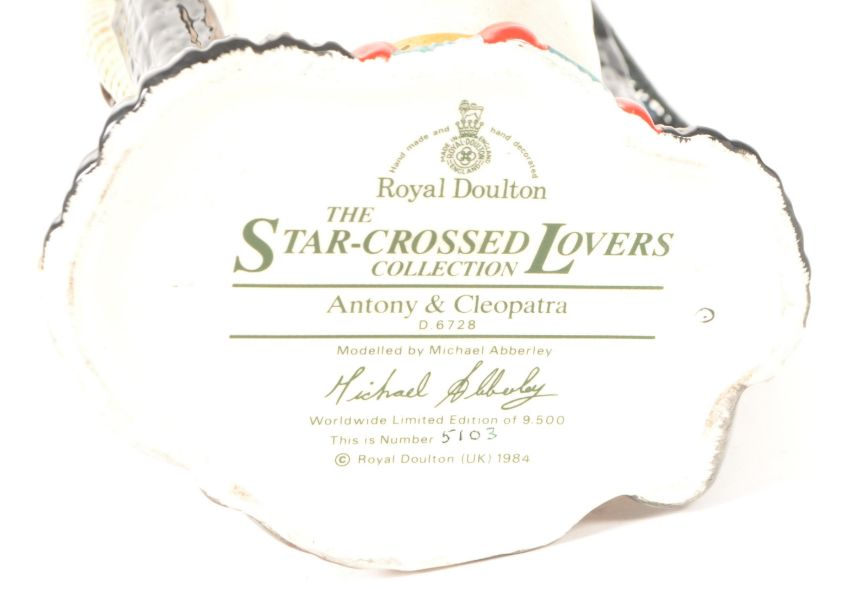 Hand made and hand decorated
MADE IN ENGLAND
ROYAL DOULTON
ENGLAND
Royal Doulton
THE
STAR-CROSSED LOVERS
COLLECTION
Antony & Cleopatra
D. 6728
Modelled by Michael Abberley
Michael Abberley
Worldwide Limited Edition of 9.500
This is Number 5103
© Royal Doulton (UK) 1984